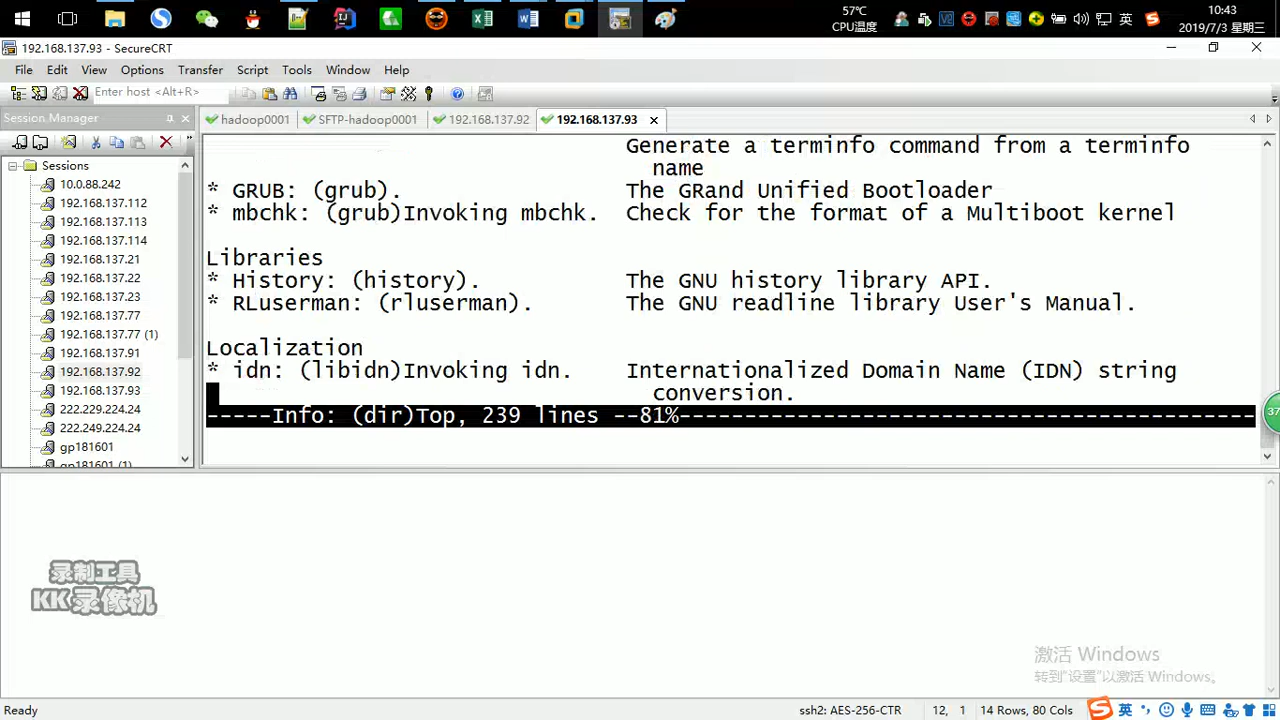 57℃
CPU温度
英
10:43
2019/7/3 星期三
192.168.137.93 - SecureCRT
File Edit View Options Transfer Script Tools Window Help
Enter host <Alt+R>
Session Manager
hadoop0001 SFTP-hadoop0001 192.168.137.92 192.168.137.93
Sessions
10.0.88.242
192.168.137.112
192.168.137.113
192.168.137.114
192.168.137.21
192.168.137.22
192.168.137.23
192.168.137.77
192.168.137.77 (1)
192.168.137.91
192.168.137.92
192.168.137.93
222.229.224.24
222.249.224.24
gp181601
gp181601 (1)
Generate a terminfo command from a terminfo
name
* GRUB: (grub). The GRand Unified Bootloader
* mbchk: (grub)Invoking mbchk. Check for the format of a Multiboot kernel
Libraries
* History: (history). The GNU history library API.
* RLuserman: (rluserman). The GNU readline library User's Manual.
Localization
* idn: (libidn)Invoking idn. Internationalized Domain Name (IDN) string
conversion.
-----Info: (dir)Top, 239 lines --81%--------------------------------------------
37
录制工具
KK录像机
激活 Windows
转到“设置”以激活 Windows。
Ready
ssh2: AES-256-CTR 12, 1 14 Rows, 80 Cols
英